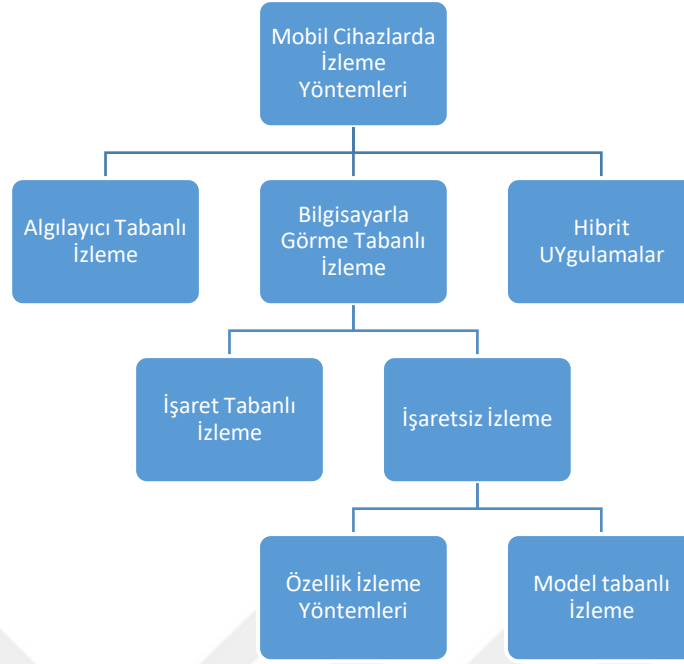 Mobil Cihazlarda
İzleme
Yöntemleri
Algılayıcı Tabanlı
İzleme
Bilgisayarla
Görme Tabanlı
İzleme
Hibrit
UYgulamalar
İşaret Tabanlı
İzleme
İşaretsiz İzleme
Özellik İzleme
Yöntemleri
Model tabanlı
İzleme